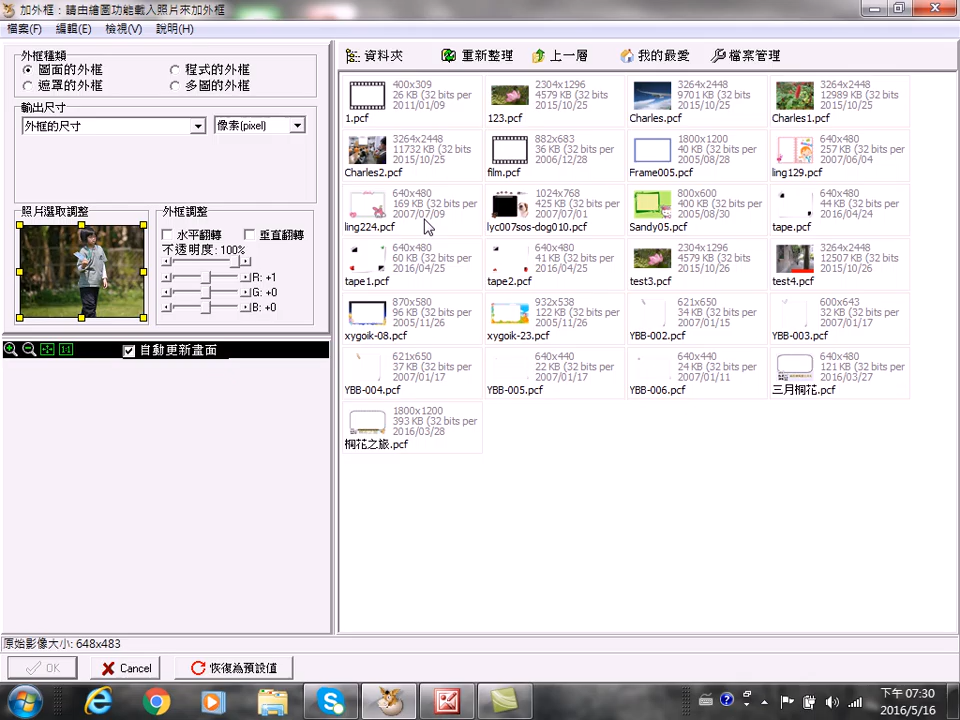 加外框 : 請由繪圖功能載入照片來加外框
檔案(F) 編輯(E) 檢視(V) 說明(H)
外框種類
圖面的外框 程式的外框
遮罩的外框 多圖的外框
輸出尺寸
外框的尺寸 像素(pixel)
照片選取調整 外框調整
水平翻轉 垂直翻轉
不透明度: 100%
R: +1
G: +0
B: +0
自動更新畫面
資料夾 重新整理 上一層 我的最愛 檔案管理
400x309
26 KB (32 bits per
2011/01/09
1.pcf
2304x1296
4579 KB (32 bits
2015/10/25
123.pcf
3264x2448
9701 KB (32 bits
2015/10/25
Charles.pcf
3264x2448
12989 KB (32 bits
2015/10/25
Charles1.pcf
3264x2448
11732 KB (32 bits
2015/10/25
Charles2.pcf
882x683
36 KB (32 bits per
2006/12/28
film.pcf
1800x1200
40 KB (32 bits per
2005/08/28
Frame005.pcf
640x480
126 KB (32 bits per
2007/06/04
ling129.pcf
640x480
169 KB (32 bits per
2007/07/09
ling224.pcf
1024x768
425 KB (32 bits per
2007/07/01
lyc007sos-dog010.pcf
800x600
400 KB (32 bits per
2005/08/30
Sandy05.pcf
640x480
44 KB (32 bits per
2016/04/24
tape.pcf
640x480
60 KB (32 bits per
2016/04/25
tape1.pcf
640x480
41 KB (32 bits per
2016/04/25
tape2.pcf
2304x1296
4579 KB (32 bits
2015/10/26
test3.pcf
3264x2448
12507 KB (32 bits
2015/10/26
test4.pcf
870x580
96 KB (32 bits per
2005/11/26
xygoik-08.pcf
932x538
122 KB (32 bits per
2005/11/26
xygoik-23.pcf
621x650
34 KB (32 bits per
2007/01/15
YBB-002.pcf
600x643
32 KB (32 bits per
2007/01/17
YBB-003.pcf
621x650
37 KB (32 bits per
2007/01/17
YBB-004.pcf
640x440
22 KB (32 bits per
2007/01/17
YBB-005.pcf
640x440
24 KB (32 bits per
2007/01/11
YBB-006.pcf
640x480
121 KB (32 bits per
2016/03/27
三月桐花.pcf
1800x1200
393 KB (32 bits per
2016/03/28
桐花之旅.pcf
原始影像大小: 648x483
OK Cancel 恢復為預設值
下午 07:30
2016/5/16